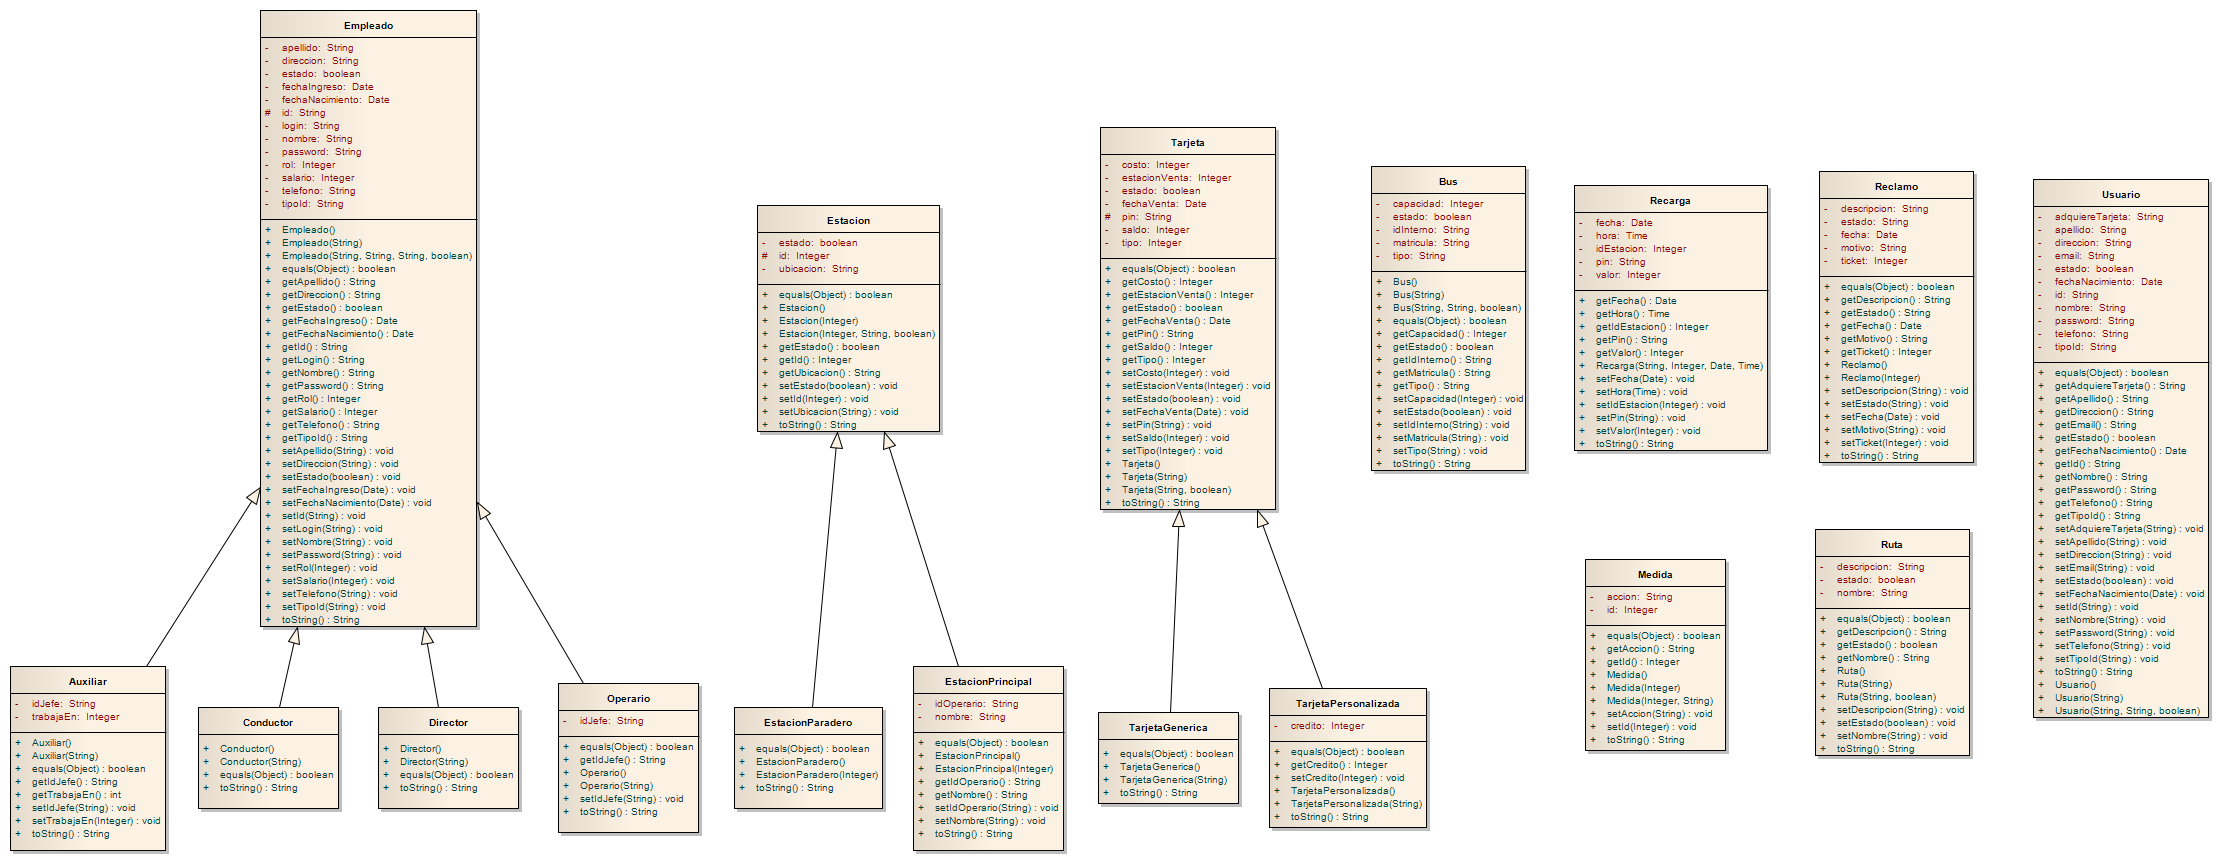 Empleado
- apellido: String
- direccion: String
- estado: boolean
- fechaIngreso: Date
- fechaNacimiento: Date
# id: String
- login: String
- nombre: String
- password: String
- rol: Integer
- salario: Integer
- telefono: String
- tipoId: String
+ Empleado()
+ Empleado(String)
+ Empleado(String, String, String, boolean)
+ equals(Object) : boolean
+ getApellido() : String
+ getDireccion() : String
+ getEstado() : boolean
+ getFechaIngreso() : Date
+ getFechaNacimiento() : Date
+ getId() : String
+ getLogin() : String
+ getNombre() : String
+ getPassword() : String
+ getRol() : Integer
+ getSalario() : Integer
+ getTelefono() : String
+ getTipoId() : String
+ setApellido(String) : void
+ setDireccion(String) : void
+ setEstado(boolean) : void
+ setFechaIngreso(Date) : void
+ setFechaNacimiento(Date) : void
+ setId(String) : void
+ setLogin(String) : void
+ setNombre(String) : void
+ setPassword(String) : void
+ setRol(Integer) : void
+ setSalario(Integer) : void
+ setTelefono(String) : void
+ setTipoId(String) : void
+ toString() : String
Auxiliar
- idJefe: String
- trabajaEn: Integer
+ Auxiliar()
+ Auxiliar(String)
+ equals(Object) : boolean
+ getIdJefe() : String
+ getTrabajaEn() : int
+ setIdJefe(String) : void
+ setTrabajaEn(Integer) : void
+ toString() : String
Conductor
+ Conductor()
+ Conductor(String)
+ equals(Object) : boolean
+ toString() : String
Director
+ Director()
+ Director(String)
+ equals(Object) : boolean
+ toString() : String
Operario
- idJefe: String
+ equals(Object) : boolean
+ getIdJefe() : String
+ Operario()
+ Operario(String)
+ setIdJefe(String) : void
+ toString() : String
Estacion
- estado: boolean
# id: Integer
- ubicacion: String
+ equals(Object) : boolean
+ Estacion()
+ Estacion(Integer)
+ Estacion(Integer, String, boolean)
+ getEstado() : boolean
+ getId() : Integer
+ getUbicacion() : String
+ setEstado(boolean) : void
+ setId(Integer) : void
+ setUbicacion(String) : void
+ toString() : String
EstacionParadero
+ equals(Object) : boolean
+ EstacionParadero()
+ EstacionParadero(Integer)
+ toString() : String
EstacionPrincipal
- idOperario: String
- nombre: String
+ equals(Object) : boolean
+ EstacionPrincipal()
+ EstacionPrincipal(Integer)
+ getIdOperario() : String
+ getNombre() : String
+ setIdOperario(String) : void
+ setNombre(String) : void
+ toString() : String
Tarjeta
- costo: Integer
- estacionVenta: Integer
- estado: boolean
- fechaVenta: Date
# pin: String
- saldo: Integer
- tipo: Integer
+ equals(Object) : boolean
+ getCosto() : Integer
+ getEstacionVenta() : Integer
+ getEstado() : boolean
+ getFechaVenta() : Date
+ getPin() : String
+ getSaldo() : Integer
+ getTipo() : Integer
+ setCosto(Integer) : void
+ setEstacionVenta(Integer) : void
+ setEstado(boolean) : void
+ setFechaVenta(Date) : void
+ setPin(String) : void
+ setSaldo(Integer) : void
+ setTipo(Integer) : void
+ Tarjeta()
+ Tarjeta(String)
+ Tarjeta(String, boolean)
+ toString() : String
TarjetaGenerica
+ equals(Object) : boolean
+ TarjetaGenerica()
+ TarjetaGenerica(String)
+ toString() : String
TarjetaPersonalizada
- credito: Integer
+ equals(Object) : boolean
+ getCredito() : Integer
+ setCredito(Integer) : void
+ TarjetaPersonalizada()
+ TarjetaPersonalizada(String)
+ toString() : String
Bus
- capacidad: Integer
- estado: boolean
- idInterno: String
- matricula: String
- tipo: String
+ Bus()
+ Bus(String)
+ Bus(String, String, boolean)
+ equals(Object) : boolean
+ getCapacidad() : Integer
+ getEstado() : boolean
+ getIdInterno() : String
+ getMatricula() : String
+ getTipo() : String
+ setCapacidad(Integer) : void
+ setEstado(boolean) : void
+ setIdInterno(String) : void
+ setMatricula(String) : void
+ setTipo(String) : void
+ toString() : String
Recarga
- fecha: Date
- hora: Time
- idEstacion: Integer
- pin: String
- valor: Integer
+ getFecha() : Date
+ getHora() : Time
+ getIdEstacion() : Integer
+ getPin() : String
+ getValor() : Integer
+ Recarga(String, Integer, Date, Time)
+ setFecha(Date) : void
+ setHora(Time) : void
+ setIdEstacion(Integer) : void
+ setPin(String) : void
+ setValor(Integer) : void
+ toString() : String
Medida
- accion: String
- id: Integer
+ equals(Object) : boolean
+ getAccion() : String
+ getId() : Integer
+ Medida()
+ Medida(Integer)
+ Medida(Integer, String)
+ setAccion(String) : void
+ setId(Integer) : void
+ toString() : String
Reclamo
- descripcion: String
- estado: String
- fecha: Date
- motivo: String
- ticket: Integer
+ equals(Object) : boolean
+ getDescripcion() : String
+ getEstado() : String
+ getFecha() : Date
+ getMotivo() : String
+ getTicket() : Integer
+ Reclamo()
+ Reclamo(Integer)
+ setDescripcion(String) : void
+ setEstado(String) : void
+ setFecha(Date) : void
+ setMotivo(String) : void
+ setTicket(Integer) : void
+ toString() : String
Ruta
- descripcion: String
- estado: boolean
- nombre: String
+ equals(Object) : boolean
+ getDescripcion() : String
+ getEstado() : boolean
+ getNombre() : String
+ Ruta()
+ Ruta(String)
+ Ruta(String, boolean)
+ setDescripcion(String) : void
+ setEstado(boolean) : void
+ setNombre(String) : void
+ toString() : String
Usuario
- adquiereTarjeta: String
- apellido: String
- direccion: String
- email: String
- estado: boolean
- fechaNacimiento: Date
- id: String
- nombre: String
- password: String
- telefono: String
- tipoId: String
+ equals(Object) : boolean
+ getAdquiereTarjeta() : String
+ getApellido() : String
+ getDireccion() : String
+ getEmail() : String
+ getEstado() : boolean
+ getFechaNacimiento() : Date
+ getId() : String
+ getNombre() : String
+ getPassword() : String
+ getTelefono() : String
+ getTipoId() : String
+ setAdquiereTarjeta(String) : void
+ setApellido(String) : void
+ setDireccion(String) : void
+ setEmail(String) : void
+ setEstado(boolean) : void
+ setFechaNacimiento(Date) : void
+ setId(String) : void
+ setNombre(String) : void
+ setPassword(String) : void
+ setTelefono(String) : void
+ setTipoId(String) : void
+ toString() : String
+ Usuario()
+ Usuario(String)
+ Usuario(String, String, boolean)